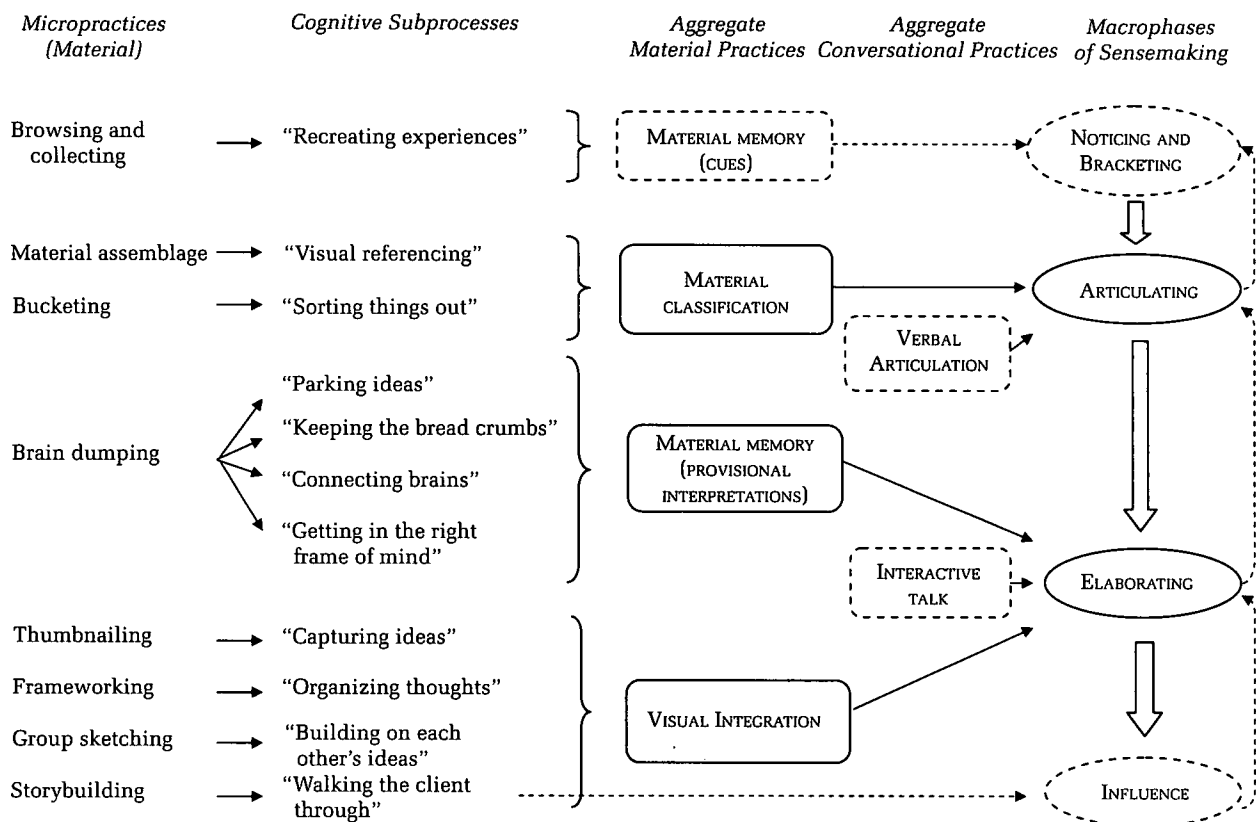 Micropractices
(Material)
Cognitive Subprocesses
Aggregate
Material Practices
Aggregate
Conversational Practices
Macrophases
of Sensemaking
Browsing and
collecting
“Recreating experiences”
MATERIAL MEMORY
(CUES)
NOTICING AND
BRACKETING
Material assemblage
“Visual referencing”
Bucketing
“Sorting things out”
MATERIAL
CLASSIFICATION
ARTICULATING
VERBAL
ARTICULATION
Brain dumping
“Parking ideas”
“Keeping the bread crumbs”
“Connecting brains”
“Getting in the right
frame of mind”
MATERIAL MEMORY
(PROVISIONAL
INTERPRETATIONS)
INTERACTIVE
TALK
ELABORATING
Thumbnailing
“Capturing ideas”
Frameworking
“Organizing thoughts”
Group sketching
“Building on each
other’s ideas”
Storybuilding
“Walking the client
through”
VISUAL INTEGRATION
INFLUENCE